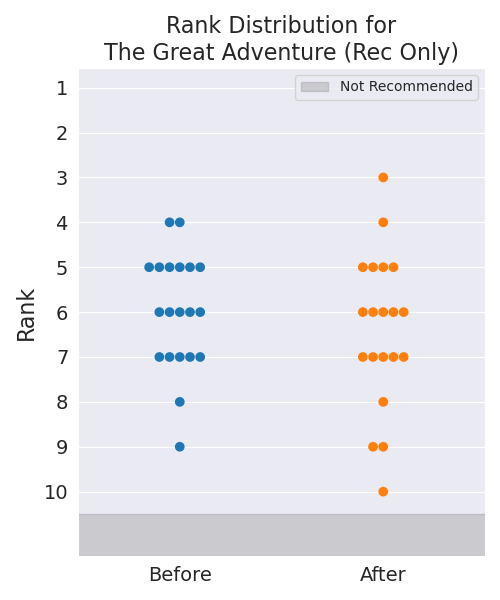 Rank Distribution for
The Great Adventure (Rec Only)
Not Recommended
Rank
1
2
3
4
5
6
7
8
9
10
Before
After